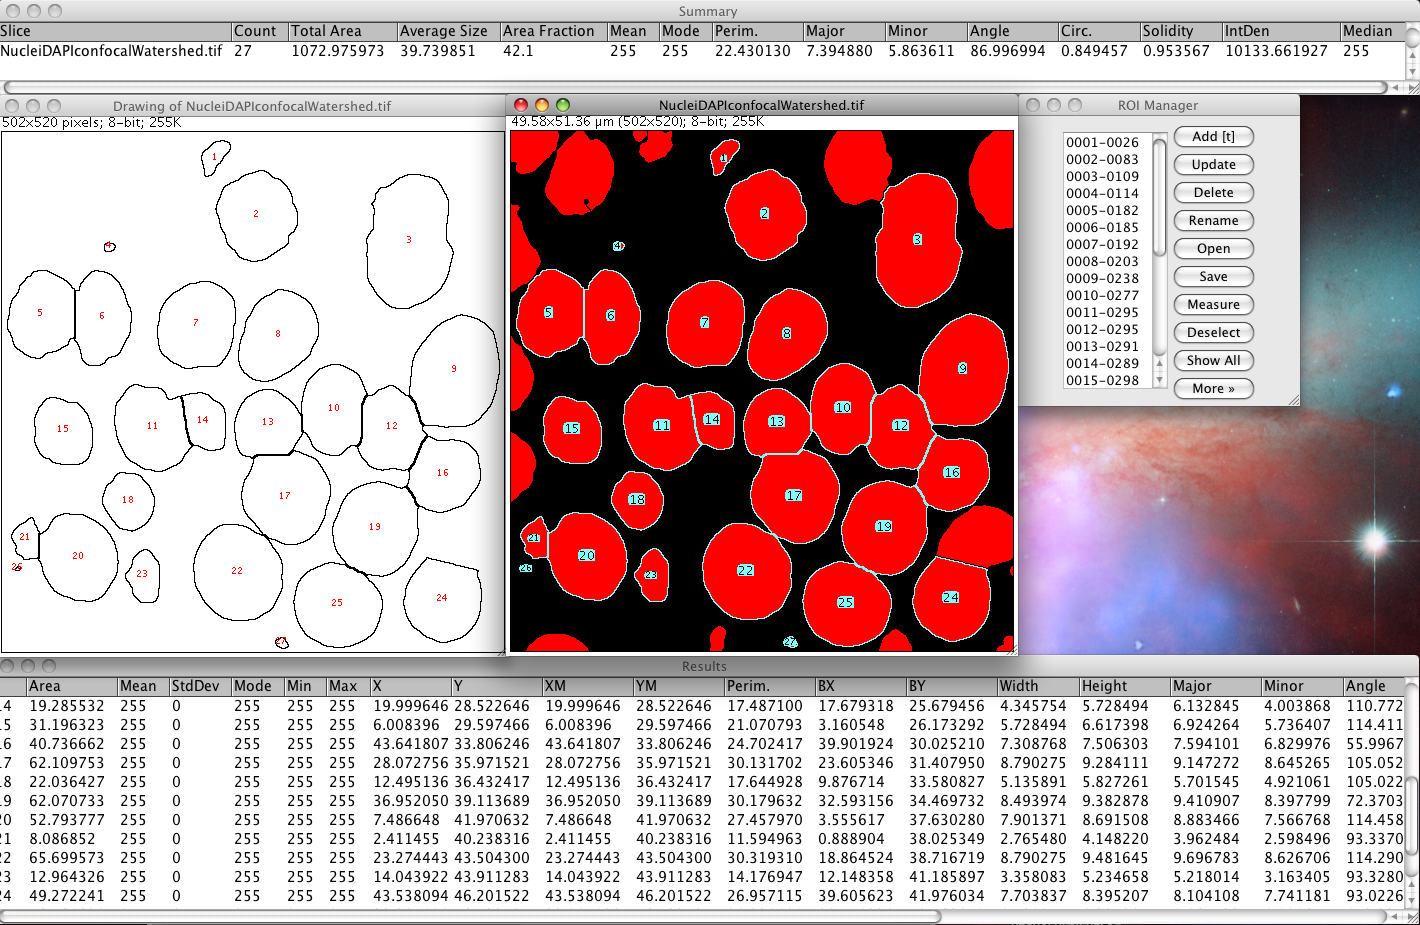 Summary
Slice Count Total Area Average Size Area Fraction Mean Mode Perim. Major Minor Angle Circ. Solidity IntDen Median
NucleiDAPIconfocalWatershed.tif 27 1072.975973 39.739851 42.1 255 255 22.430130 7.394880 5.863611 86.996994 0.849457 0.953567 10133.661927 255
Drawing of NucleiDAPIconfocalWatershed.tif
502x520 pixels; 8-bit; 255K
1
2
3
4
5
6
7
8
9
10
11
12
13
14
15
16
17
18
19
20
21
22
23
24
25
26
27
NucleiDAPIconfocalWatershed.tif
49.58x51.36 µm (502x520); 8-bit; 255K
1
2
3
4
5
6
7
8
9
10
11
12
13
14
15
16
17
18
19
20
21
22
23
24
25
26
27
ROI Manager
0001-0026
0002-0083
0003-0109
0004-0114
0005-0182
0006-0185
0007-0192
0008-0203
0009-0238
0010-0277
0011-0295
0012-0295
0013-0291
0014-0289
0015-0298
Add [t]
Update
Delete
Rename
Open
Save
Measure
Deselect
Show All
More »
Results
Area Mean StdDev Mode Min Max X Y XM YM Perim. BX BY Width Height Major Minor Angle
14 19.285532 255 0 255 255 255 19.999646 28.522646 19.999646 28.522646 17.487100 17.679318 25.679456 4.345754 5.728494 6.132845 4.003868 110.772
15 31.196323 255 0 255 255 255 6.008396 29.597466 6.008396 29.597466 21.070793 3.160548 26.173292 5.728494 6.617398 6.924264 5.736407 114.411
16 40.736662 255 0 255 255 255 43.641807 33.806246 43.641807 33.806246 24.702417 39.901924 30.025210 7.308768 7.506303 7.594101 6.829976 55.9967
17 62.109753 255 0 255 255 255 28.072756 35.971521 28.072756 35.971521 30.131702 23.605346 31.407950 8.790275 9.284111 9.147272 8.645265 105.052
18 22.036427 255 0 255 255 255 12.495136 36.432417 12.495136 36.432417 17.644928 9.876714 33.580827 5.135891 5.827261 5.701545 4.921061 105.022
19 62.070733 255 0 255 255 255 36.952050 39.113689 36.952050 39.113689 30.179632 32.593156 34.469732 8.493974 9.382878 9.410907 8.397799 72.3703
20 52.793777 255 0 255 255 255 7.486648 41.970632 7.486648 41.970632 27.457970 3.555617 37.630280 7.901371 8.691508 8.883466 7.566768 114.458
21 8.086852 255 0 255 255 255 2.411455 40.238316 2.411455 40.238316 11.594963 0.888904 38.025349 2.765480 4.148220 3.962484 2.598496 93.3370
22 65.699573 255 0 255 255 255 23.274443 43.504300 23.274443 43.504300 30.319310 18.864524 38.716719 8.790275 9.481645 9.696783 8.626706 114.290
23 12.964326 255 0 255 255 255 14.043922 43.911283 14.043922 43.911283 14.176947 12.148358 41.185897 3.358083 5.234658 5.218014 3.163405 93.3280
24 49.272241 255 0 255 255 255 43.538094 46.201522 43.538094 46.201522 26.957115 39.605623 41.976034 7.703837 8.395207 8.104108 7.741181 93.0226